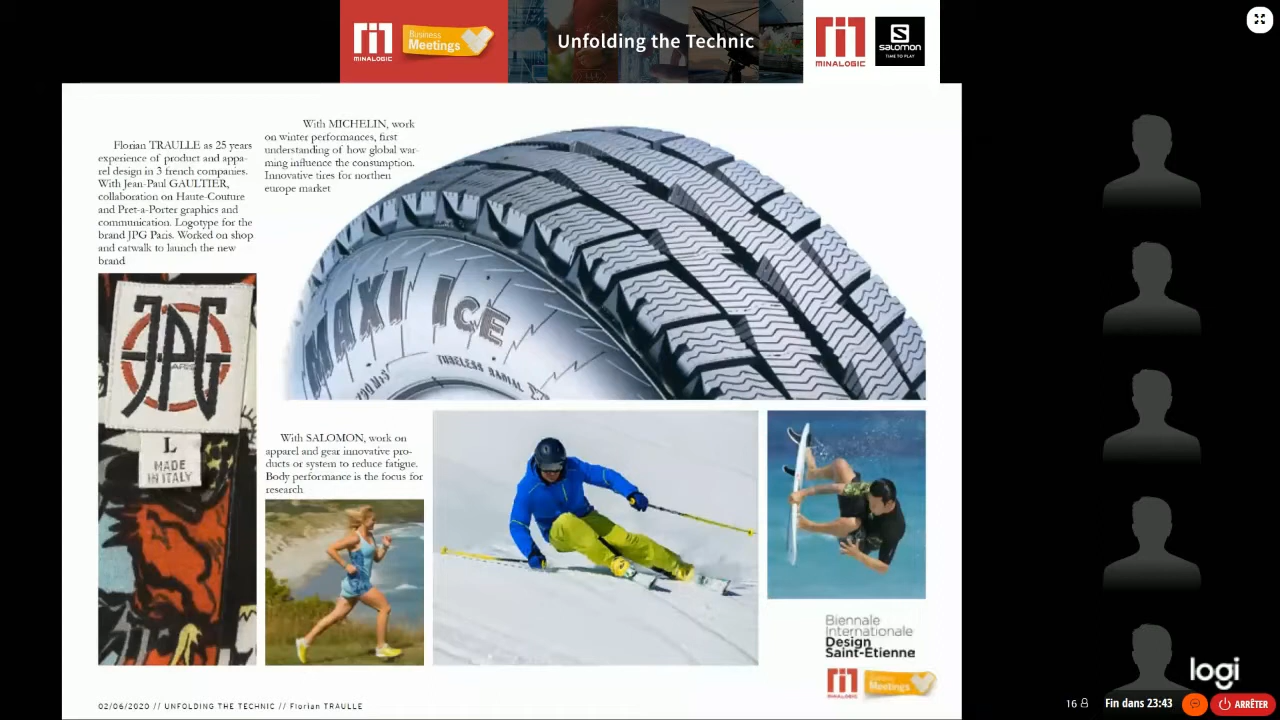 MINALOGIC
Business
Meetings
Unfolding the Technic
MINALOGIC
SALOMON
TIME TO PLAY
Florian TRAULLE as 25 years
experience of product and appa-
rel design in 3 french companies.
With Jean-Paul GAULTIER,
collaboration on Haute-Couture
and Pret-a-Porter graphics and
communication. Logotype for the
brand JPG Paris. Worked on shop
and catwalk to launch the new
brand
With MICHELIN, work
on winter performances, first
understanding of how global war-
ming influence the consumption.
Innovative tires for northen
europe market
MAXI ICE
TUBELESS RADIAL
JPG
L
MADE
IN ITALY
With SALOMON, work on
apparel and gear innovative pro-
ducts or system to reduce fatigue.
Body performance is the focus for
research
Biennale
Internationale
Design
Saint-Etienne
MINALOGIC
Meetings
02/06/2020 // UNFOLDING THE TECHNIC // Florian TRAULLE
logi
16
Fin dans 23:43
ARRÊTER